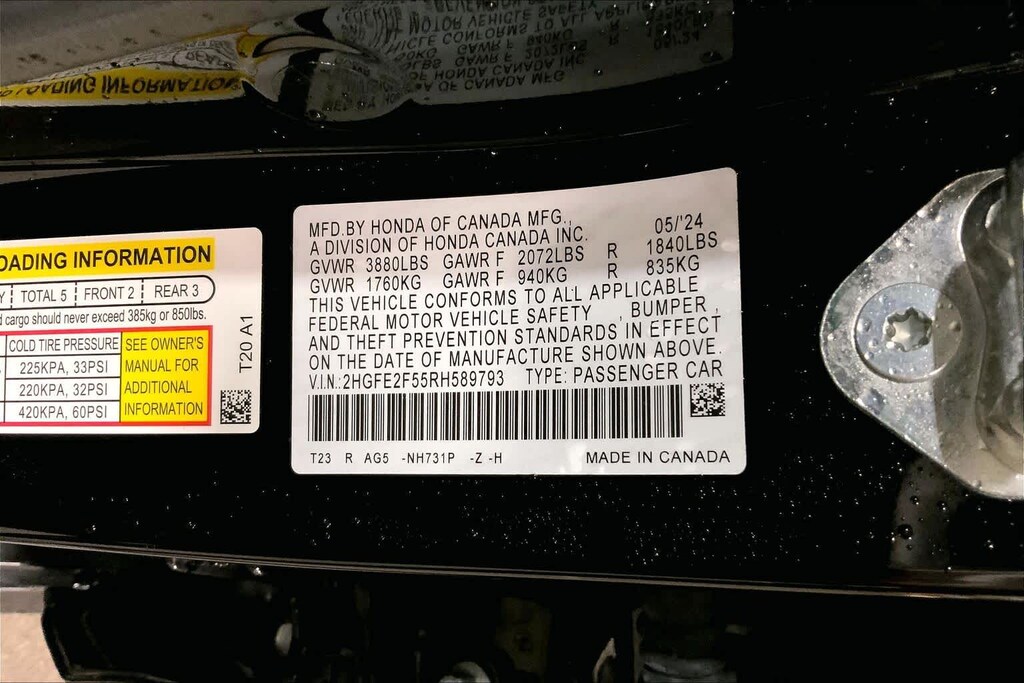 OADING INFORMATION
Y TOTAL 5 FRONT 2 REAR 3
d cargo should never exceed 385kg or 850lbs.
COLD TIRE PRESSURE
225KPA, 33PSI
220KPA, 32PSI
420KPA, 60PSI
SEE OWNER'S
MANUAL FOR
ADDITIONAL
INFORMATION
T20 A1
MFD.BY HONDA OF CANADA MFG., 05/'24
A DIVISION OF HONDA CANADA INC.
GVWR 3880LBS GAWR F 2072LBS R 1840LBS
GVWR 1760KG GAWR F 940KG R 835KG
THIS VEHICLE CONFORMS TO ALL APPLICABLE
FEDERAL MOTOR VEHICLE SAFETY , BUMPER ,
AND THEFT PREVENTION STANDARDS IN EFFECT
ON THE DATE OF MANUFACTURE SHOWN ABOVE.
V.I.N.: 2HGFE2F55RH589793 TYPE: PASSENGER CAR
T23 R AG5 -NH731P -Z -H MADE IN CANADA